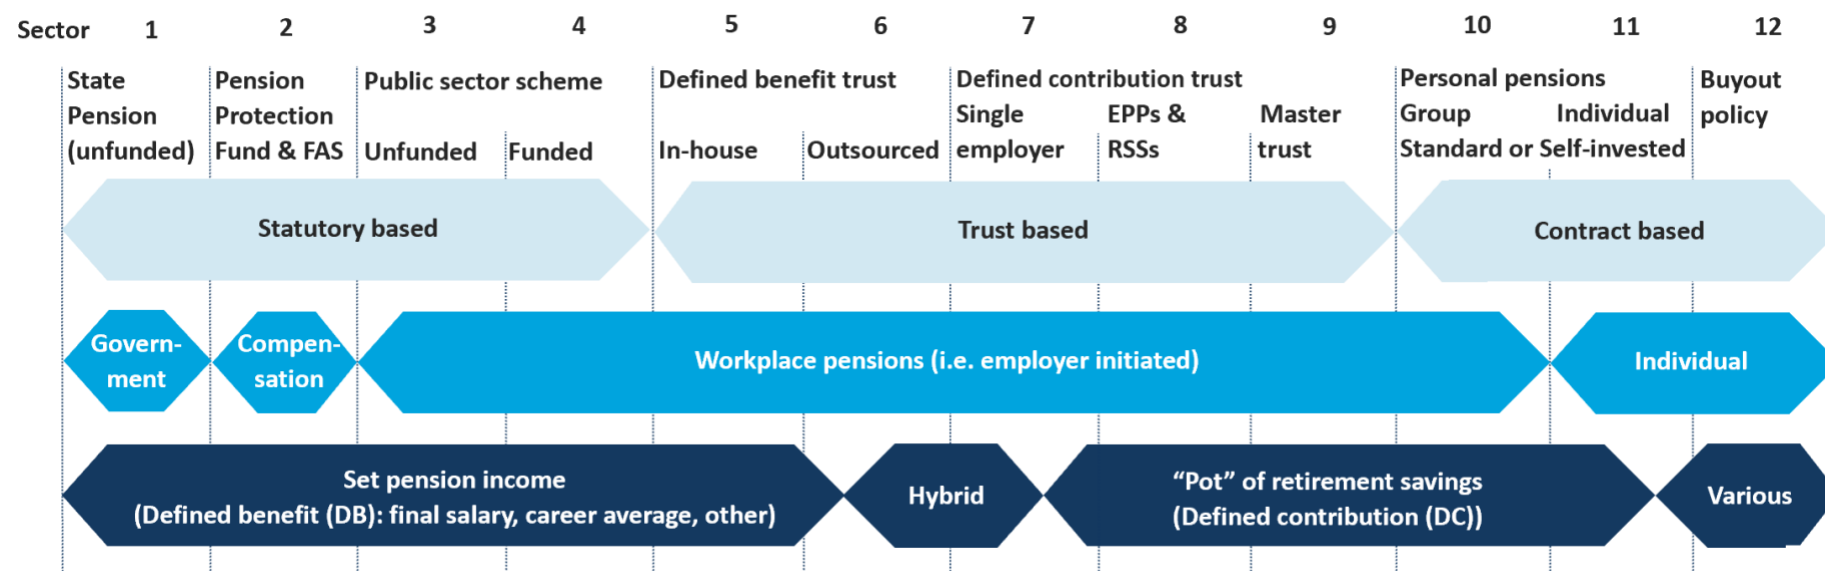 Sector 1 2 3 4 5 6 7 8 9 10 11 12
State Pension Public sector scheme Defined benefit trust Defined contribution trust Personal pensions Buyout
Pension Protection Single EPPs & Master Group Individual policy
(unfunded) Fund & FAS Unfunded Funded In-house Outsourced employer RSSs trust Standard or Self-invested
Statutory based Trust based Contract based
Govern- Compen-
ment sation
Workplace pensions (i.e. employer initiated) Individual
Set pension income
(Defined benefit (DB): final salary, career average, other)
Hybrid
“Pot” of retirement savings
(Defined contribution (DC))
Various